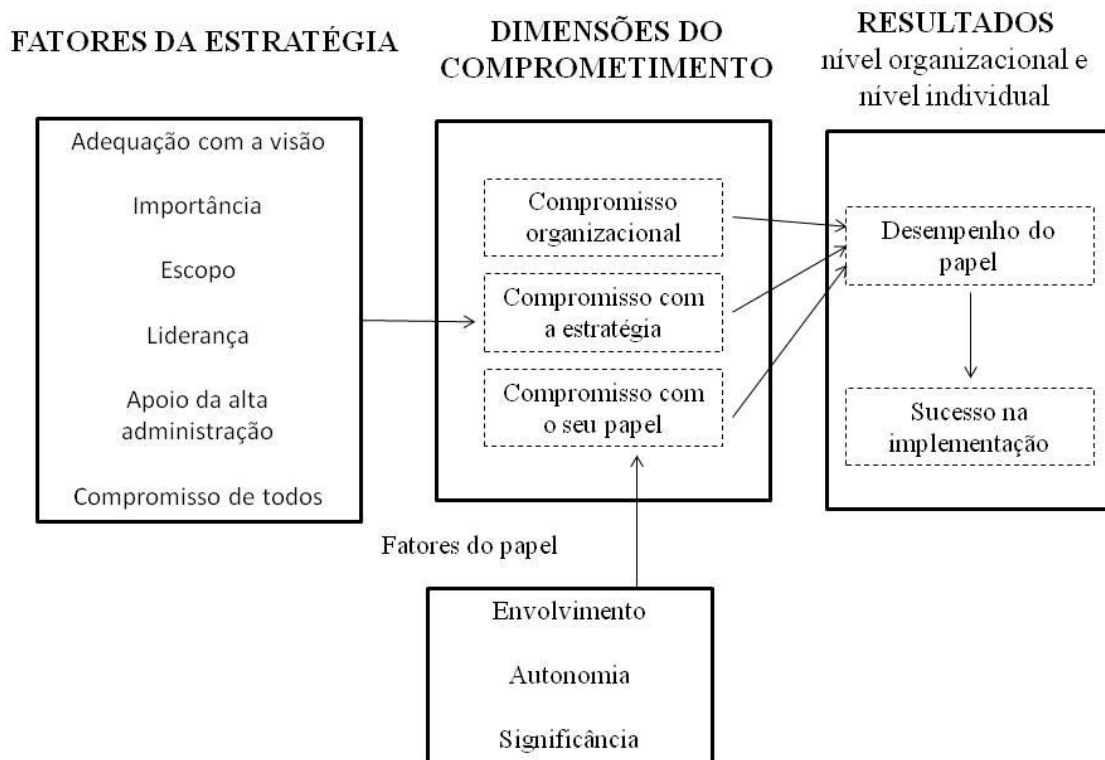 FATORES DA ESTRATÉGIA
Adequação com a visão
Importância
Escopo
Liderança
Apoio da alta
administração
Compromisso de todos
DIMENSÕES DO
COMPROMETIMENTO
Compromisso
organizacional
Compromisso com
a estratégia
Compromisso com
o seu papel
RESULTADOS
nível organizacional e
nível individual
Desempenho do
papel
Sucesso na
implementação
Fatores do papel
Envolvimento
Autonomia
Significância